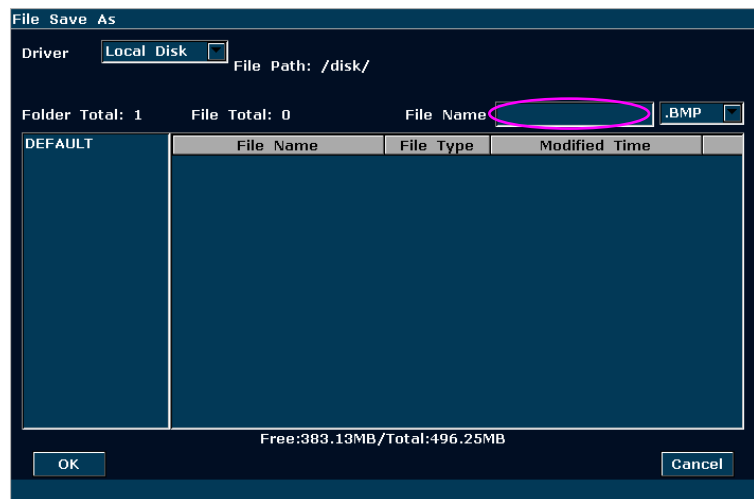 File Save As
Driver Local Disk
File Path: /disk/
Folder Total: 1 File Total: 0 File Name .BMP
DEFAULT File Name File Type Modified Time
Free:383.13MB/Total:496.25MB
OK Cancel